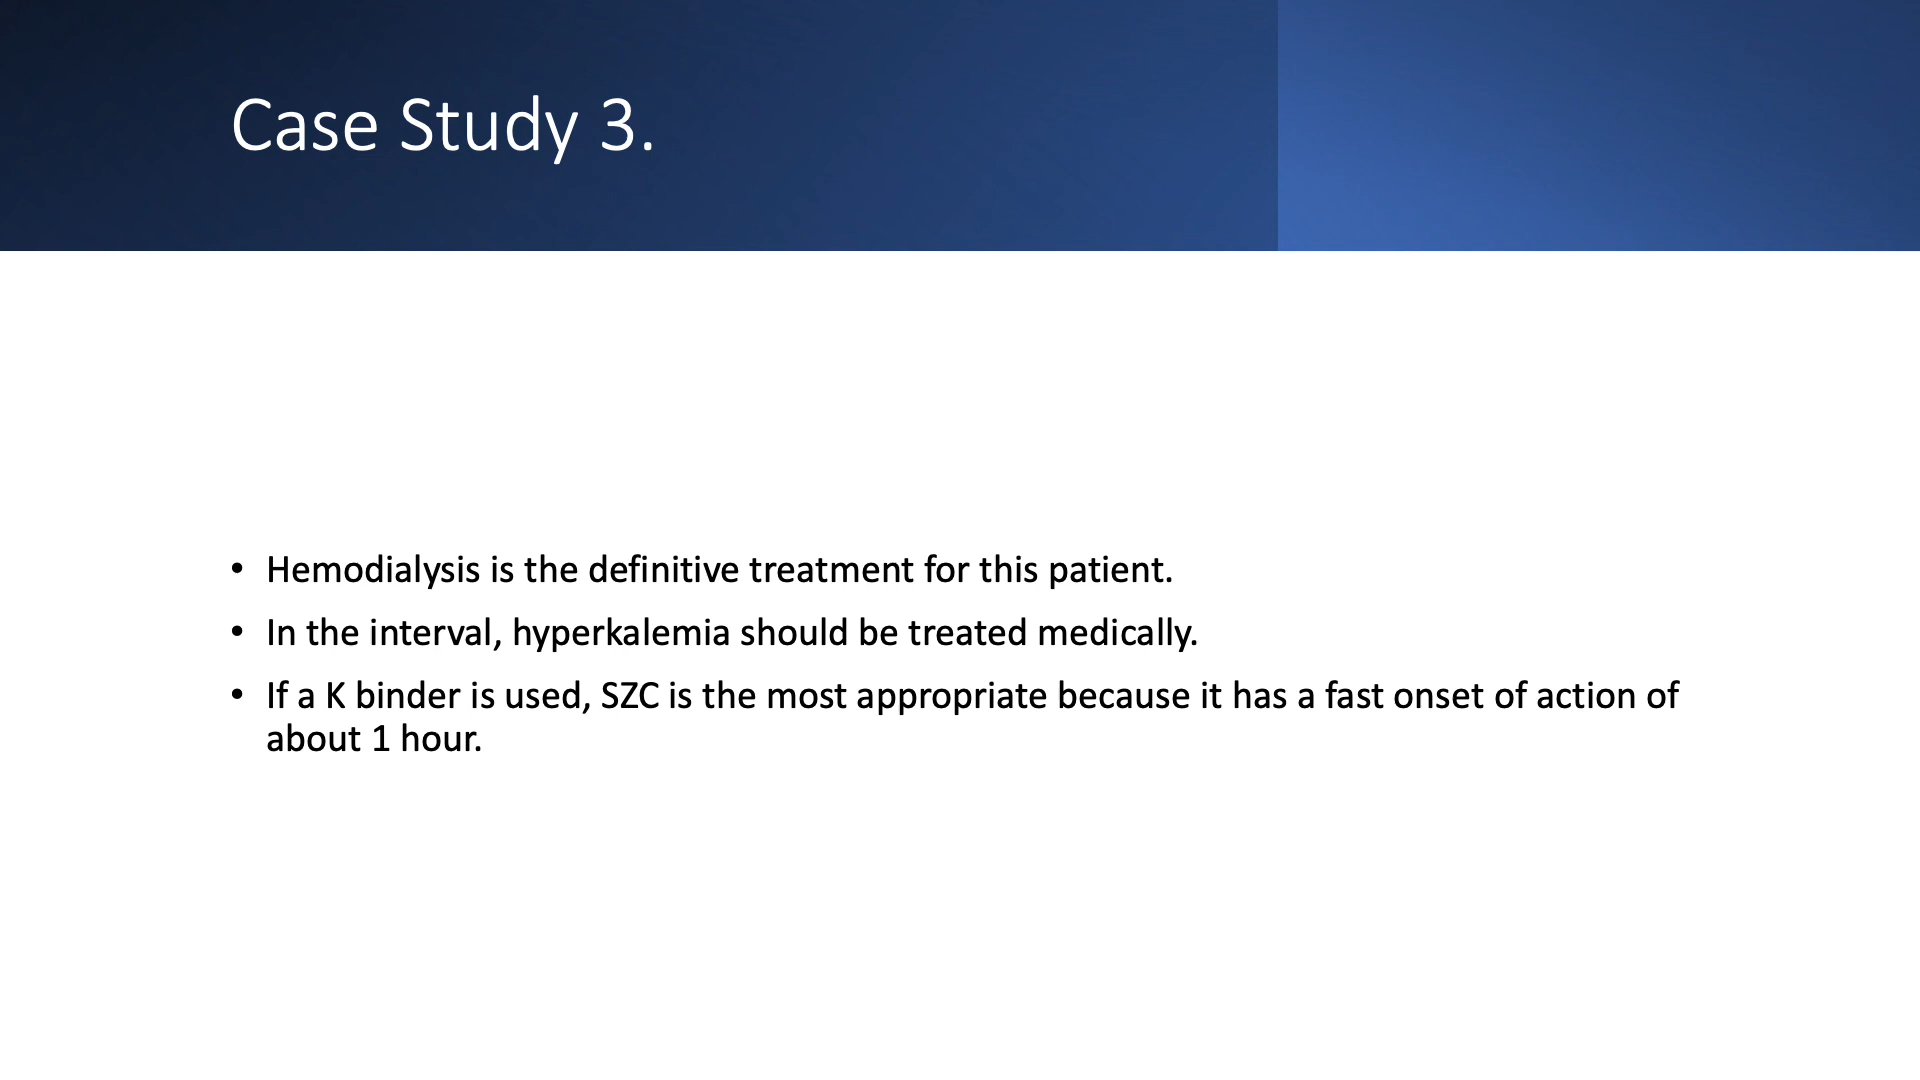 Case Study 3.
• Hemodialysis is the definitive treatment for this patient.
• In the interval, hyperkalemia should be treated medically.
• If a K binder is used, SZC is the most appropriate because it has a fast onset of action of
about 1 hour.